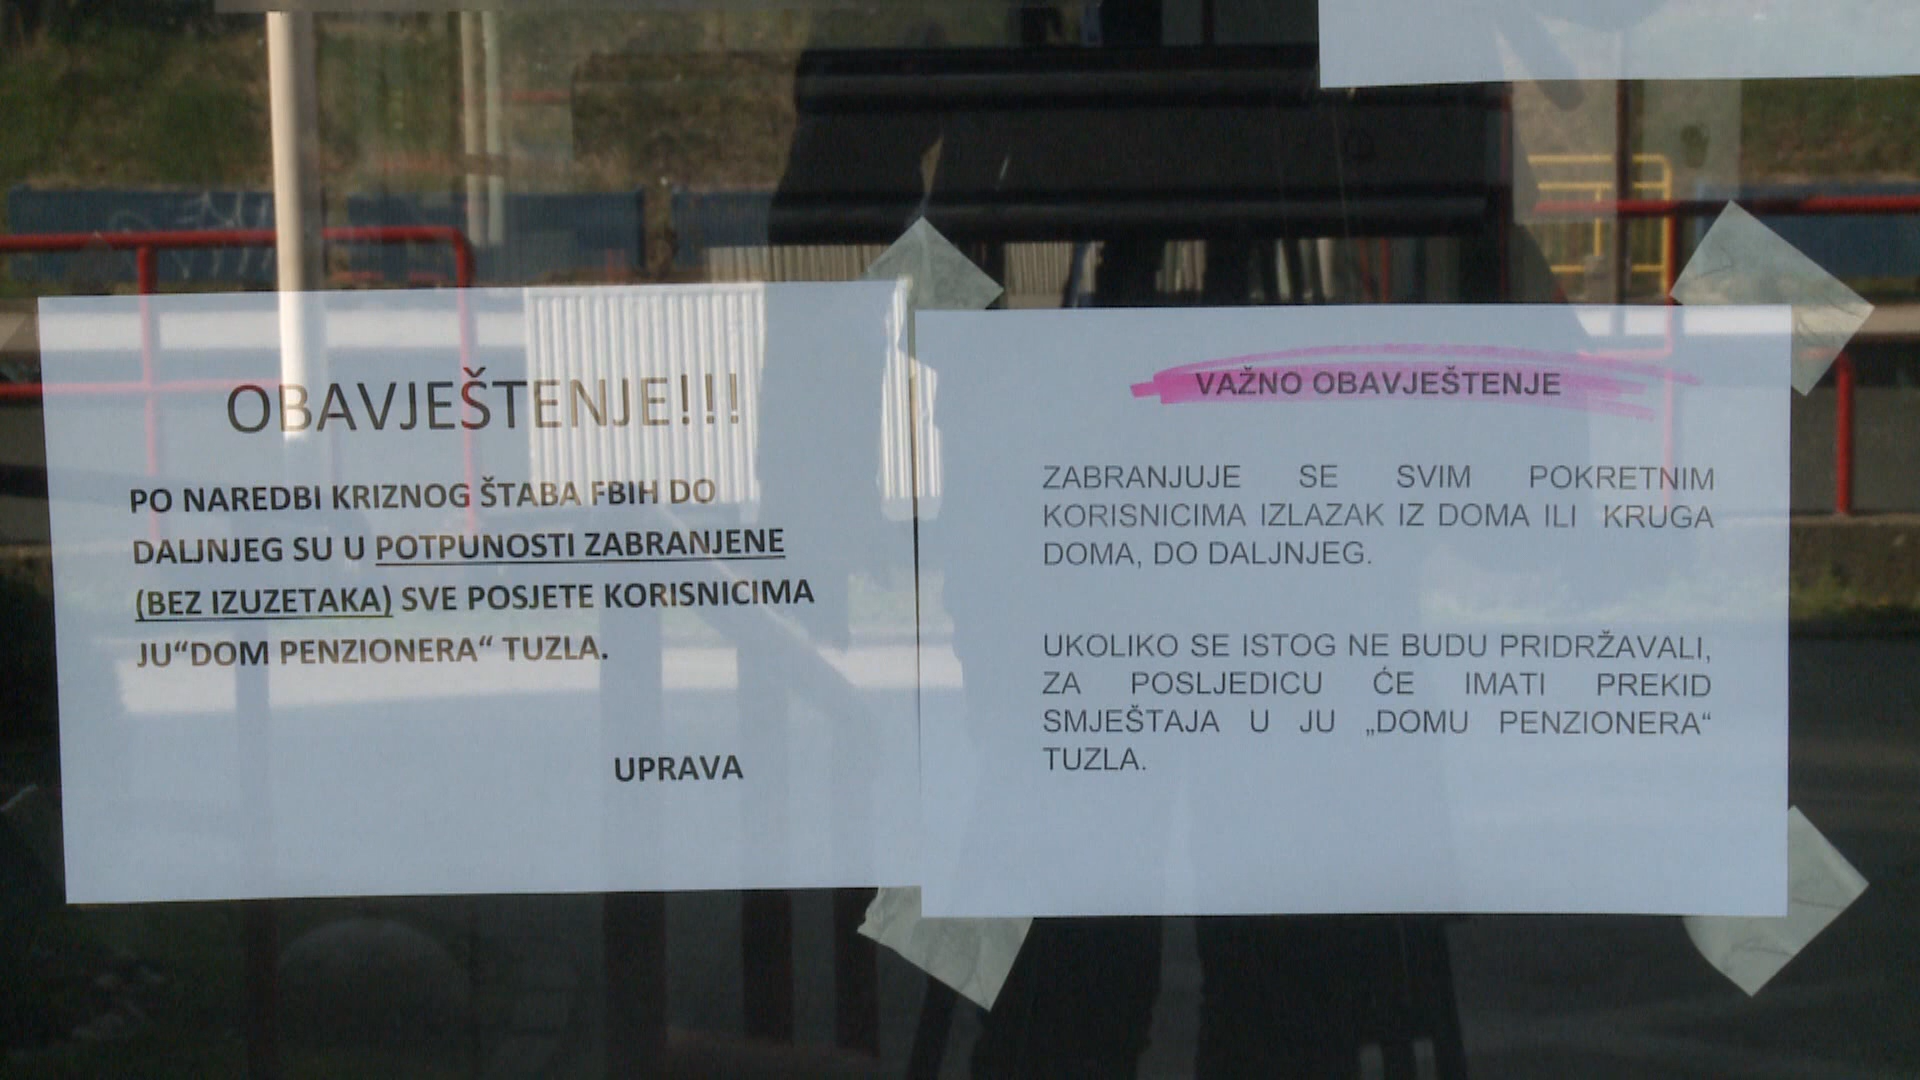 OBAVJEŠTENJE!!!
PO NAREDBI KRIZNOG ŠTABA FBIH DO
DALJNJEG SU U POTPUNOSTI ZABRANJENE
(BEZ IZUZETAKA) SVE POSJETE KORISNICIMA
JU“DOM PENZIONERA“ TUZLA.
UPRAVA
VAŽNO OBAVJEŠTENJE
ZABRANJUJE SE SVIM POKRETNIM
KORISNICIMA IZLAZAK IZ DOMA ILI KRUGA
DOMA, DO DALJNJEG.
UKOLIKO SE ISTOG NE BUDU PRIDRŽAVALI,
ZA POSLJEDICU ĆE IMATI PREKID
SMJEŠTAJA U JU „DOMU PENZIONERA“
TUZLA.